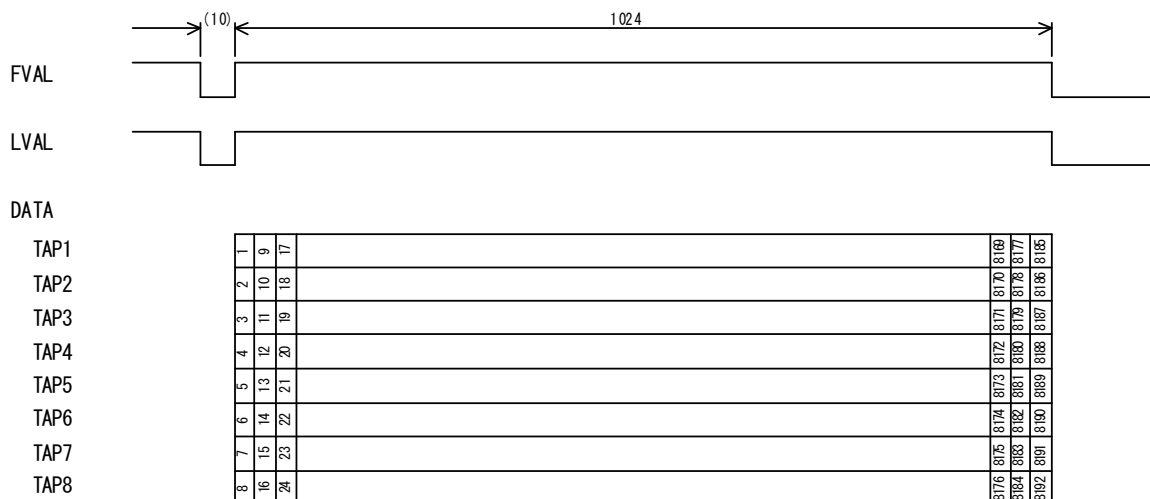 (10) 1024
FVAL
LVAL
DATA
TAP1 1 9 17 8169 8177 8185
TAP2 2 10 18 8170 8178 8186
TAP3 3 11 19 8171 8179 8187
TAP4 4 12 20 8172 8180 8188
TAP5 5 13 21 8173 8181 8189
TAP6 6 14 22 8174 8182 8190
TAP7 7 15 23 8175 8183 8191
TAP8 8 16 24 8176 8184 8192